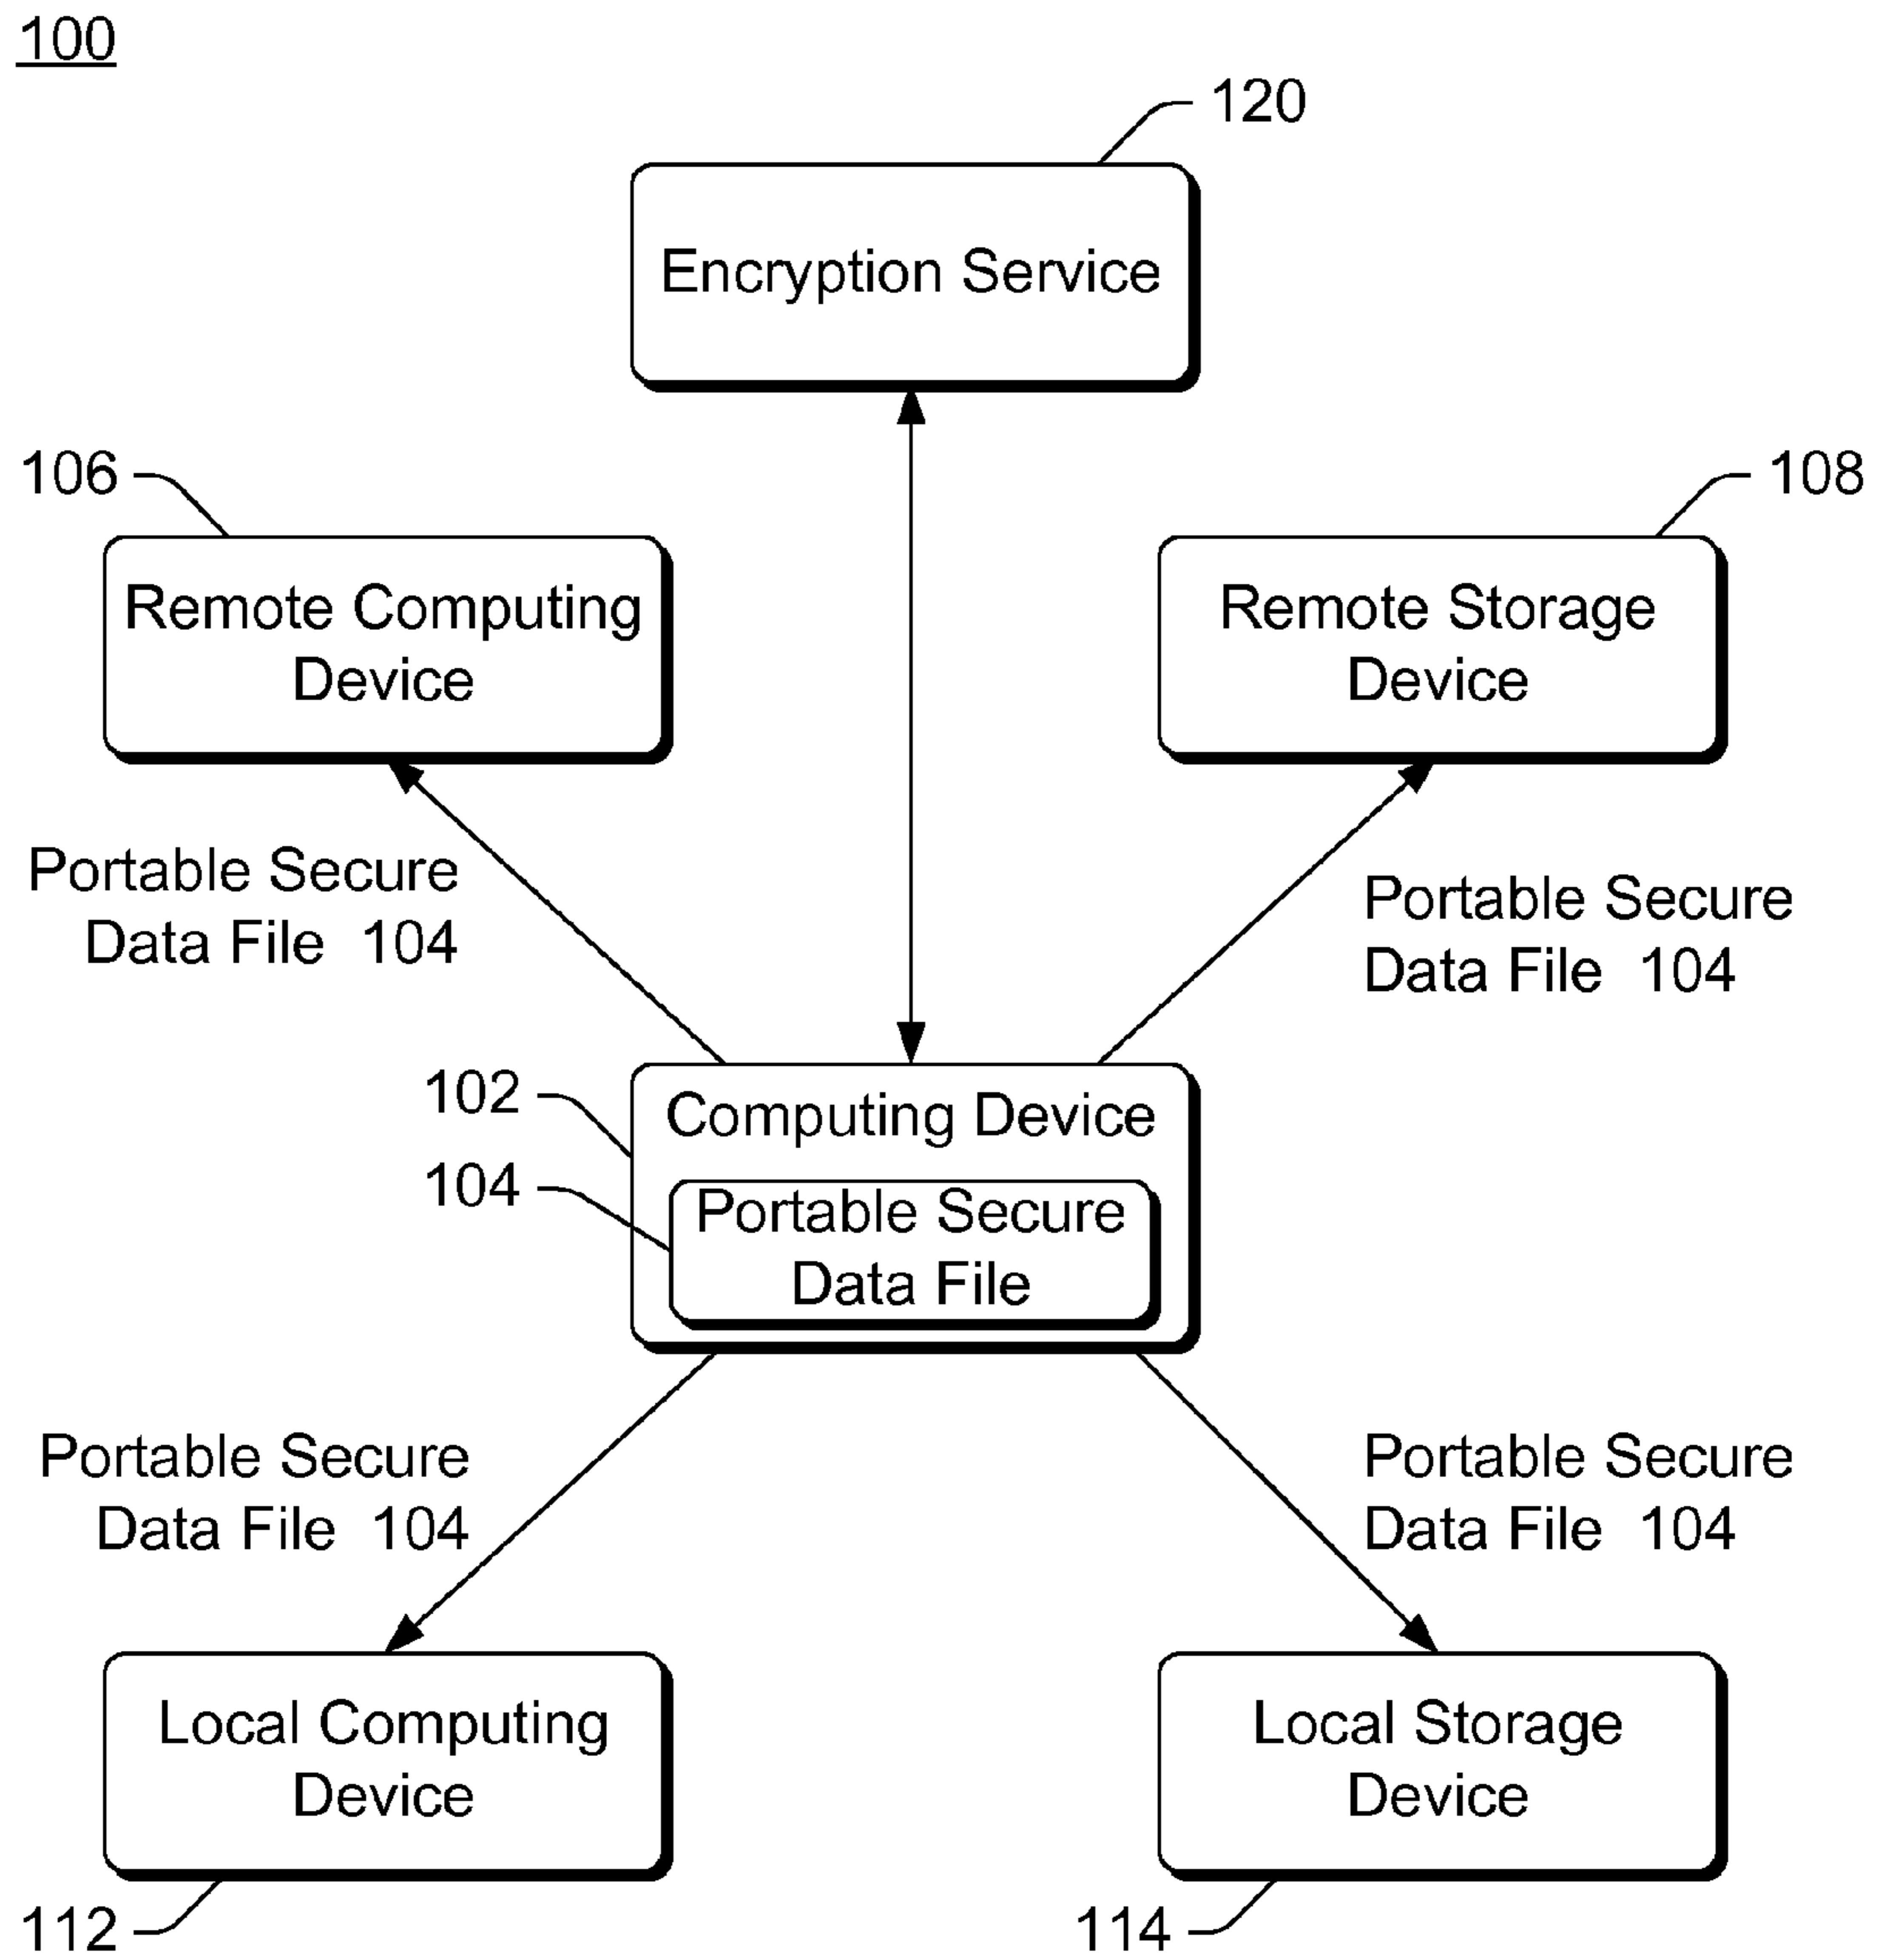 100
120
Encryption Service
106
108
Remote Computing
Device
Remote Storage
Device
Portable Secure
Data File 104
Portable Secure
Data File 104
102
Computing Device
104
Portable Secure
Data File
Portable Secure
Data File 104
Portable Secure
Data File 104
Local Computing
Device
Local Storage
Device
112
114